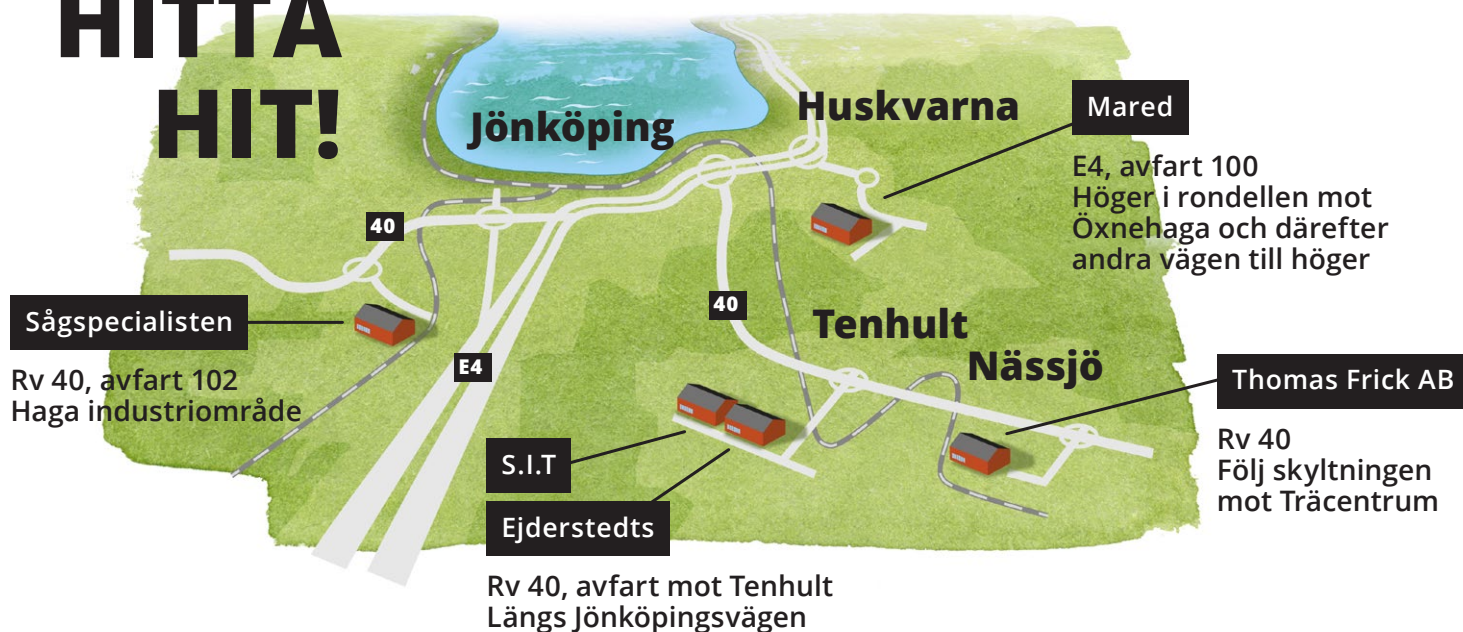 HITTA
HIT!
Jönköping
Huskvarna
Mared
E4, avfart 100
Höger i rondellen mot
Öxnehaga och därefter
andra vägen till höger
40
Sågspecialisten
Rv 40, avfart 102
Haga industriområde
E4
40
Tenhult
Nässjö
Thomas Frick AB
Rv 40
Följ skyltningen
mot Träcentrum
S.I.T
Ejderstedts
Rv 40, avfart mot Tenhult
Längs Jönköpingsvägen